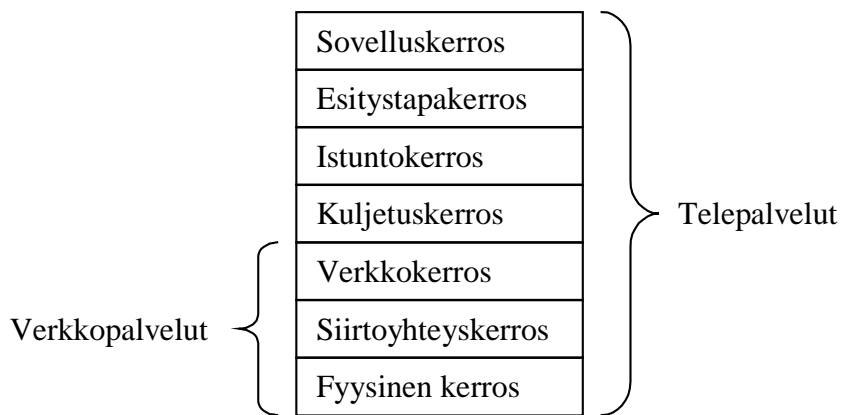 Sovelluskerros
Esitystapakerros
Istuntokerros
Kuljetuskerros
Telepalvelut
Verkkokerros
Verkkopalvelut
Siirtoyhteyskerros
Fyysinen kerros